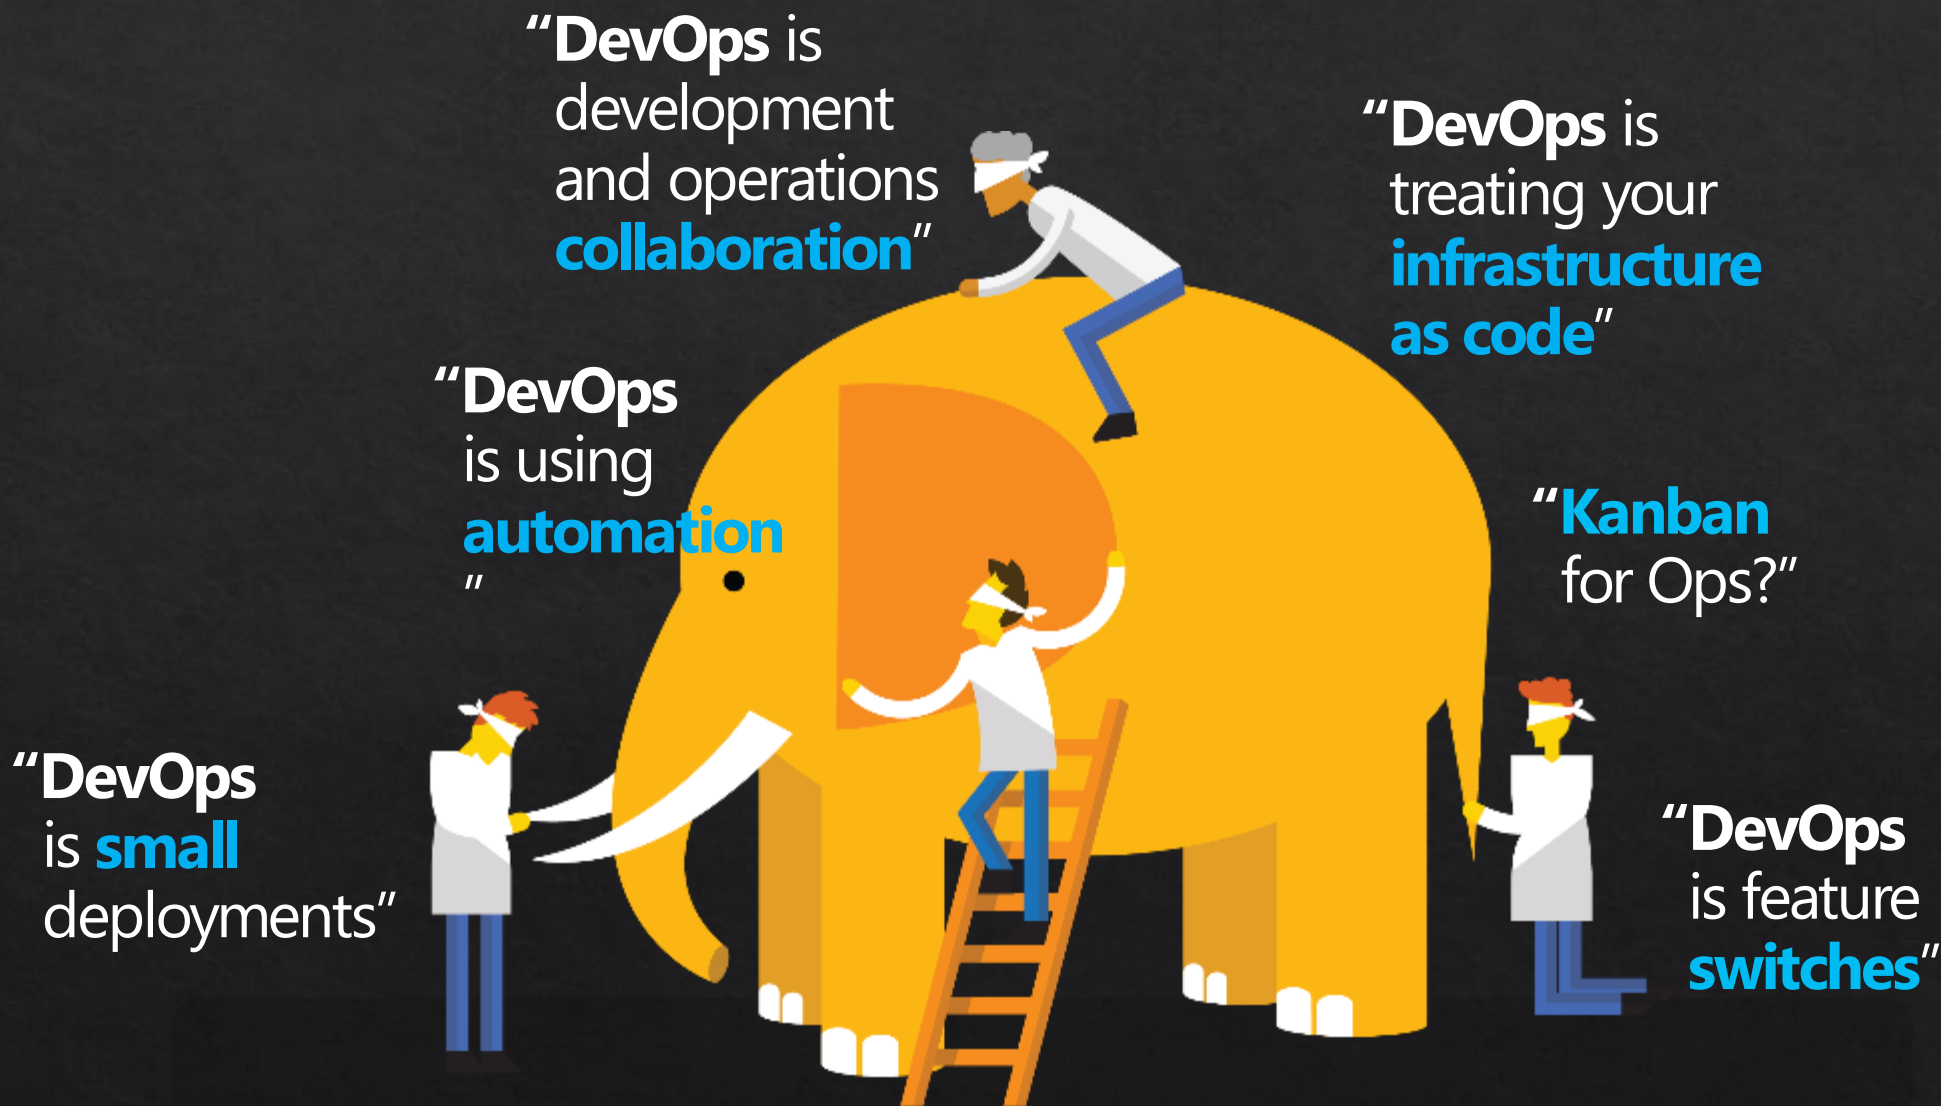 “DevOps is
development
and operations
collaboration”
“DevOps is
treating your
infrastructure
as code”
“DevOps
is using
automation
”
“Kanban
for Ops?”
“DevOps
is small
deployments”
“DevOps
is feature
switches”